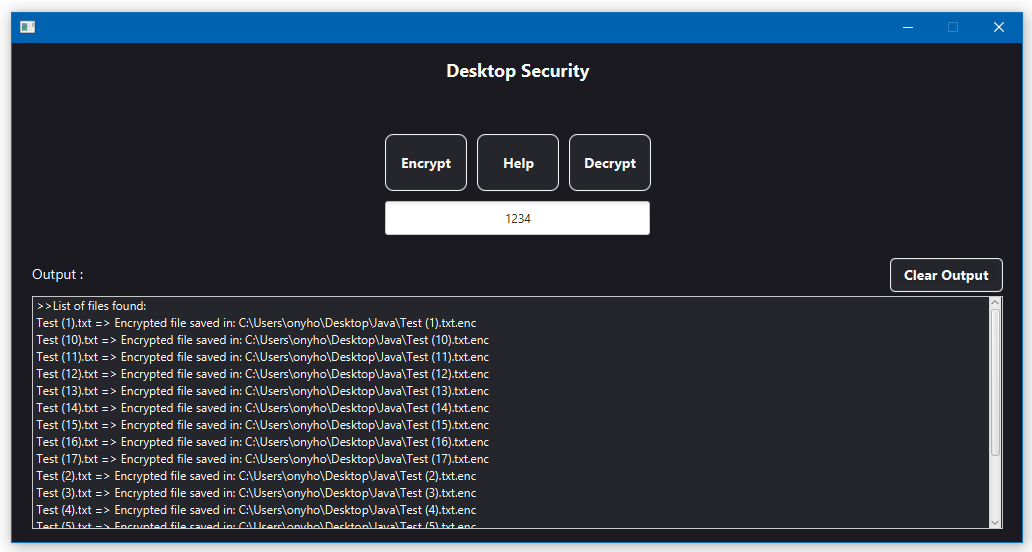 Desktop Security
Encrypt Help Decrypt
1234
Output :
Clear Output
>>List of files found:
Test (1).txt => Encrypted file saved in: C:\Users\onyho\Desktop\Java\Test (1).txt.enc
Test (10).txt => Encrypted file saved in: C:\Users\onyho\Desktop\Java\Test (10).txt.enc
Test (11).txt => Encrypted file saved in: C:\Users\onyho\Desktop\Java\Test (11).txt.enc
Test (12).txt => Encrypted file saved in: C:\Users\onyho\Desktop\Java\Test (12).txt.enc
Test (13).txt => Encrypted file saved in: C:\Users\onyho\Desktop\Java\Test (13).txt.enc
Test (14).txt => Encrypted file saved in: C:\Users\onyho\Desktop\Java\Test (14).txt.enc
Test (15).txt => Encrypted file saved in: C:\Users\onyho\Desktop\Java\Test (15).txt.enc
Test (16).txt => Encrypted file saved in: C:\Users\onyho\Desktop\Java\Test (16).txt.enc
Test (17).txt => Encrypted file saved in: C:\Users\onyho\Desktop\Java\Test (17).txt.enc
Test (2).txt => Encrypted file saved in: C:\Users\onyho\Desktop\Java\Test (2).txt.enc
Test (3).txt => Encrypted file saved in: C:\Users\onyho\Desktop\Java\Test (3).txt.enc
Test (4).txt => Encrypted file saved in: C:\Users\onyho\Desktop\Java\Test (4).txt.enc
Test (5).txt => Encrypted file saved in: C:\Users\onyho\Desktop\Java\Test (5).txt.enc